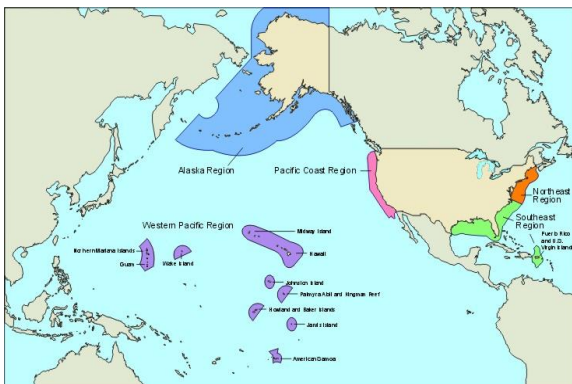 Alaska Region
Pacific Coast Region
Northeast
Region
Southeast
Region
Puerto Rico
and U.S.
Virgin Islands
Western Pacific Region
Midway Island
Northern Mariana Islands
Guam
Wake Island
Hawaii
Johnston Island
Palmyra Atoll and Kingman Reef
Howland and Baker Islands
Jarvis Island
American Samoa